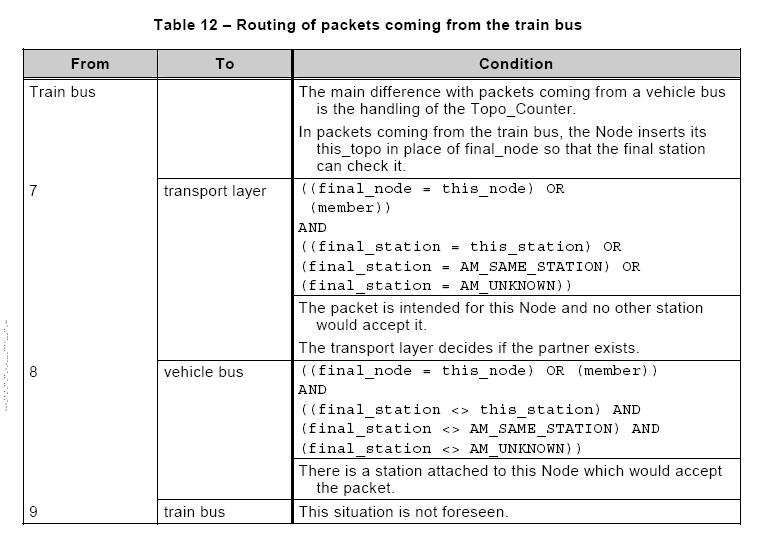 Table 12 – Routing of packets coming from the train bus
From To Condition
Train bus The main difference with packets coming from a vehicle bus
is the handling of the Topo_Counter.
In packets coming from the train bus, the Node inserts its
this_topo in place of final_node so that the final station
can check it.
7 transport layer ((final_node = this_node) OR
(member))
AND
((final_station = this_station) OR
(final_station = AM_SAME_STATION) OR
(final_station = AM_UNKNOWN))
The packet is intended for this Node and no other station
would accept it.
The transport layer decides if the partner exists.
8 vehicle bus ((final_node = this_node) OR (member))
AND
((final_station <> this_station) AND
(final_station <> AM_SAME_STATION) AND
(final_station <> AM_UNKNOWN))
There is a station attached to this Node which would accept
the packet.
9 train bus This situation is not foreseen.